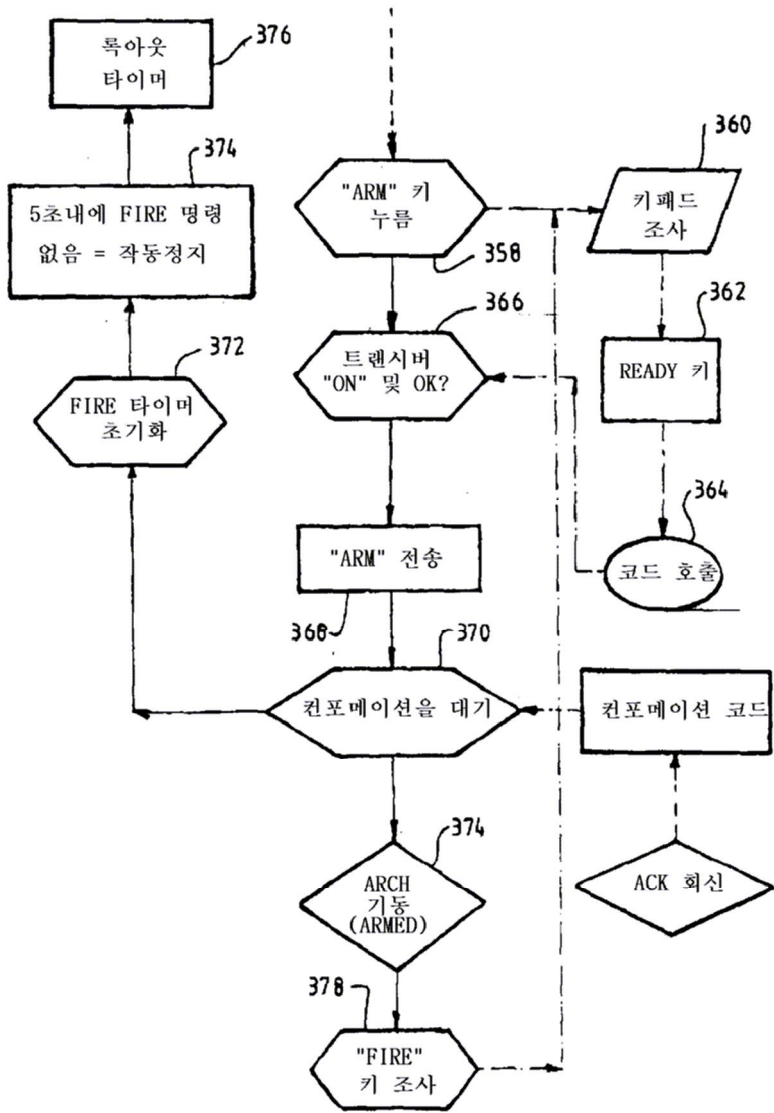 376
록아웃
타이머
374
5초내에 FIRE 명령
없음 = 작동정지
372
FIRE 타이머
초기화
"ARM" 키
누름
358
360
키패드
조사
366
트랜시버
"ON" 및 OK?
362
READY 키
364
코드 호출
"ARM" 전송
368
370
컨포메이션을 대기
컨포메이션 코드
374
ARCH
기동
(ARMED)
ACK 회신
378
"FIRE"
키 조사